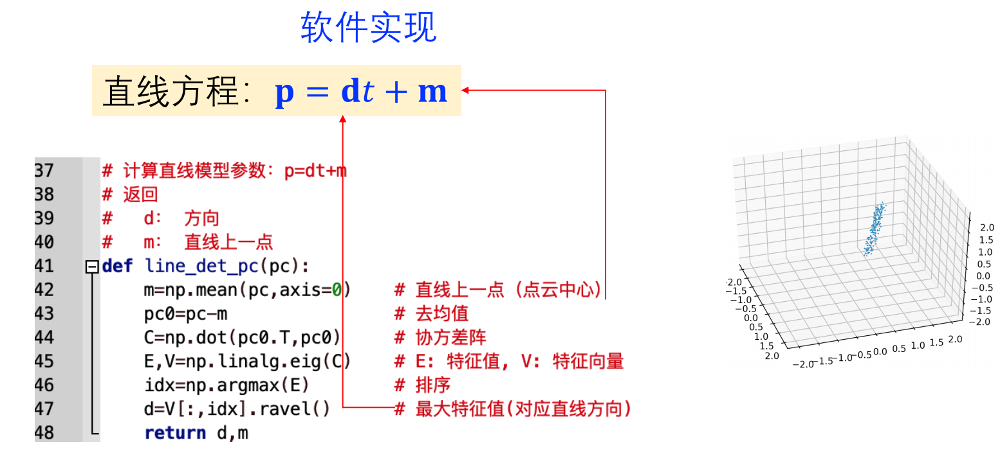 软件实现
直线方程：p = dt + m
37 # 计算直线模型参数：p=dt+m
38 # 返回
39 #   d:  方向
40 #   m:  直线上一点
41 def line_det_pc(pc):
42     m=np.mean(pc,axis=0)     # 直线上一点（点云中心）
43     pc0=pc-m                 # 去均值
44     C=np.dot(pc0.T,pc0)      # 协方差阵
45     E,V=np.linalg.eig(C)     # E: 特征值, V: 特征向量
46     idx=np.argmax(E)         # 排序
47     d=V[:,idx].ravel()       # 最大特征值(对应直线方向)
48     return d,m
2.0
1.5
1.0
0.5
0.0
−0.5
−1.0
−1.5
−2.0
-2.0
−1.5
−1.0
−0.5
0.0
0.5
1.0
1.5
2.0
−2.0 −1.5 −1.0 −0.5 0.0 0.5 1.0 1.5 2.0